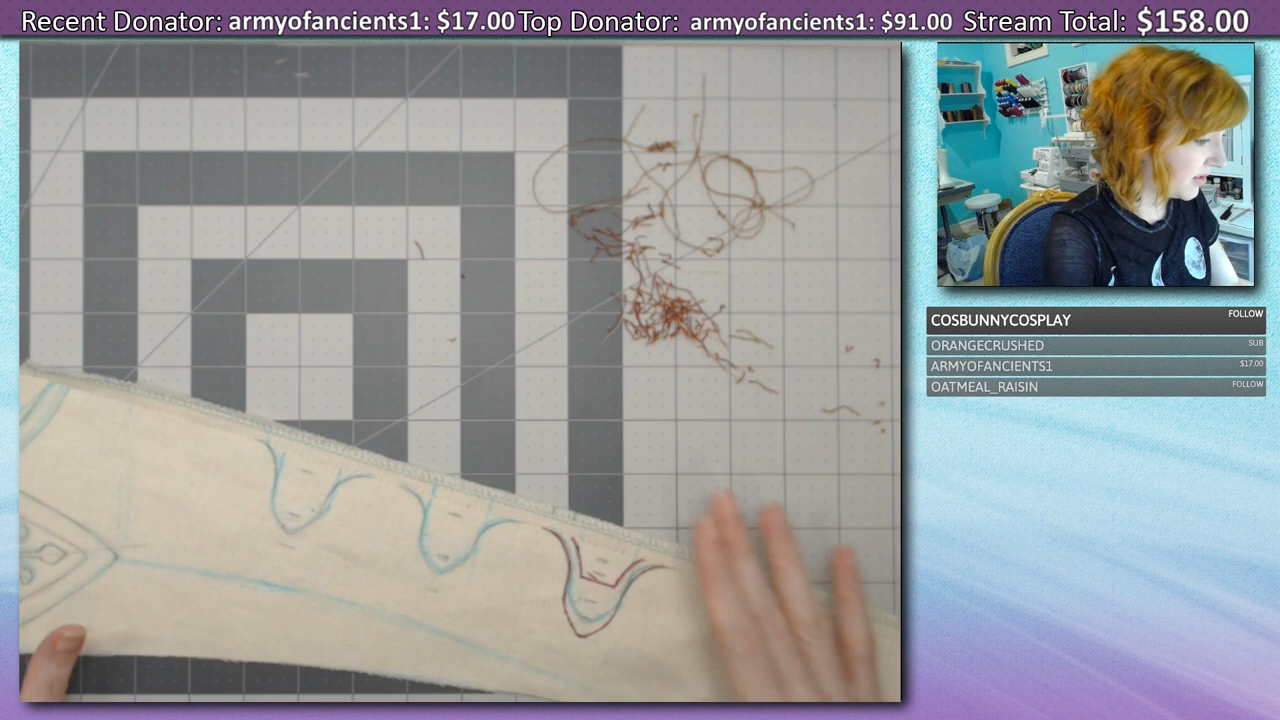 Recent Donator: armyofancients1: $17.00 Top Donator: armyofancients1: $91.00 Stream Total: $158.00
COSBUNNYCOSPLAY FOLLOW
ORANGECRUSHED SUB
ARMYOFANCIENTS1 $17.00
OATMEAL_RAISIN FOLLOW